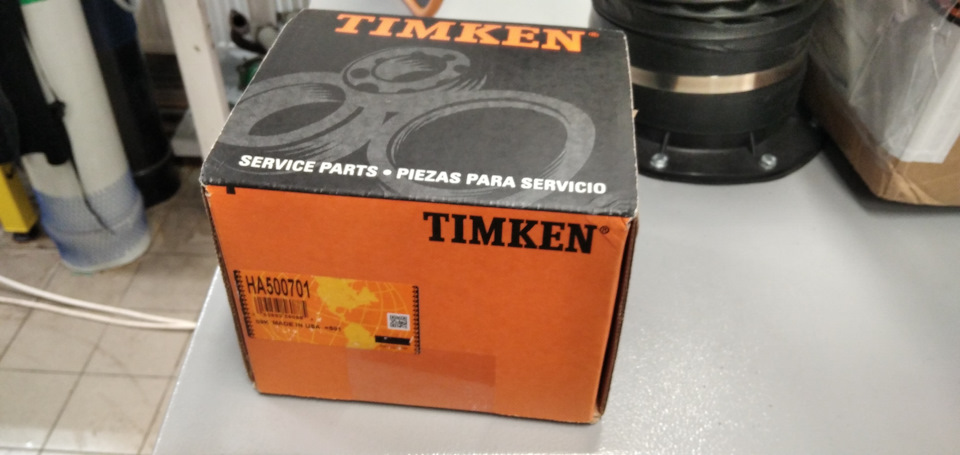 TIMKEN®
SERVICE PARTS • PIEZAS PARA SERVICIO
TIMKEN®
HA500701
MADE IN USA